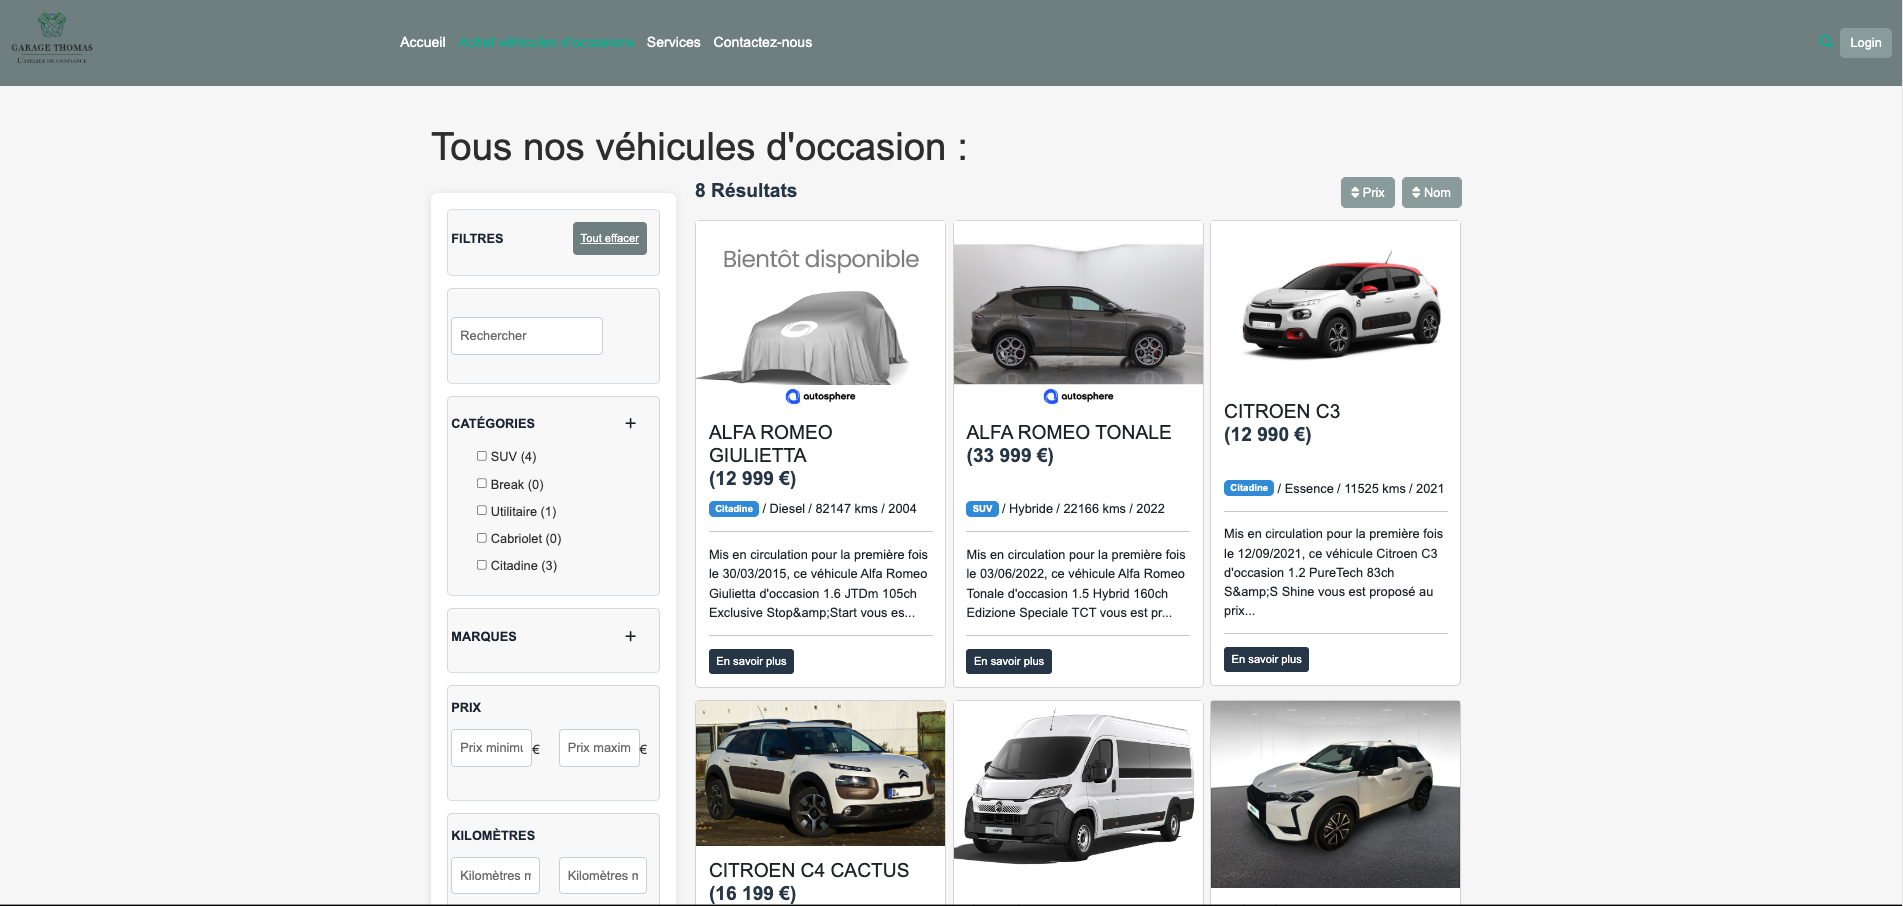 GARAGE THOMAS
L'ATELIER DE CONFIANCE
Accueil
Achat véhicules d'occasions
Services
Contactez-nous
Login
Tous nos véhicules d'occasion :
8 Résultats
Prix
Nom
FILTRES
Tout effacer
Rechercher
CATÉGORIES
SUV (4)
Break (0)
Utilitaire (1)
Cabriolet (0)
Citadine (3)
MARQUES
PRIX
Prix minimu
€
Prix maxim
€
KILOMÈTRES
Kilomètres m
Kilomètres m
Bientôt disponible
autosphere
ALFA ROMEO
GIULIETTA
(12 999 €)
Citadine / Diesel / 82147 kms / 2004
Mis en circulation pour la première fois
le 30/03/2015, ce véhicule Alfa Romeo
Giulietta d'occasion 1.6 JTDm 105ch
Exclusive Stop&amp;Start vous es...
En savoir plus
autosphere
ALFA ROMEO TONALE
(33 999 €)
SUV / Hybride / 22166 kms / 2022
Mis en circulation pour la première fois
le 03/06/2022, ce véhicule Alfa Romeo
Tonale d'occasion 1.5 Hybrid 160ch
Edizione Speciale TCT vous est pr...
En savoir plus
CITROEN C3
(12 990 €)
Citadine / Essence / 11525 kms / 2021
Mis en circulation pour la première fois
le 12/09/2021, ce véhicule Citroen C3
d'occasion 1.2 PureTech 83ch
S&amp;S Shine vous est proposé au
prix...
En savoir plus
CITROEN C4 CACTUS
(16 199 €)